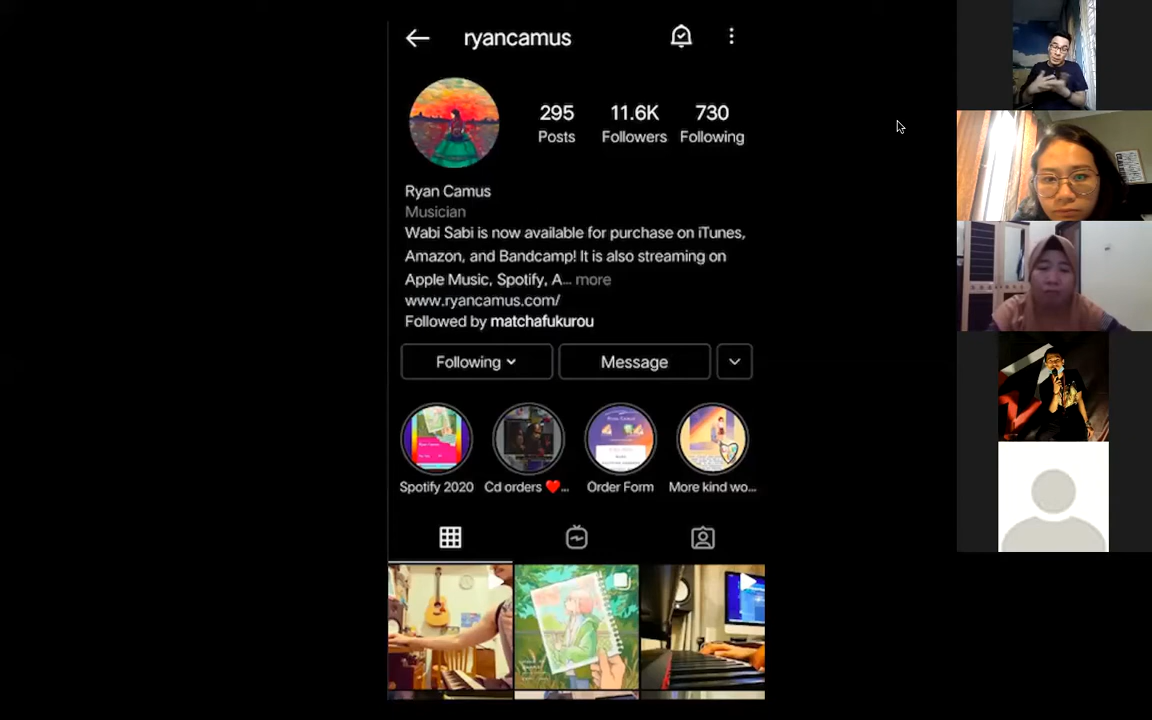 ryancamus
295 11.6K 730
Posts Followers Following
Ryan Camus
Musician
Wabi Sabi is now available for purchase on iTunes,
Amazon, and Bandcamp! It is also streaming on
Apple Music, Spotify, A... more
www.ryancamus.com/
Followed by matchafukurou
Following Message
Spotify 2020 Cd orders ❤️... Order Form More kind wo...